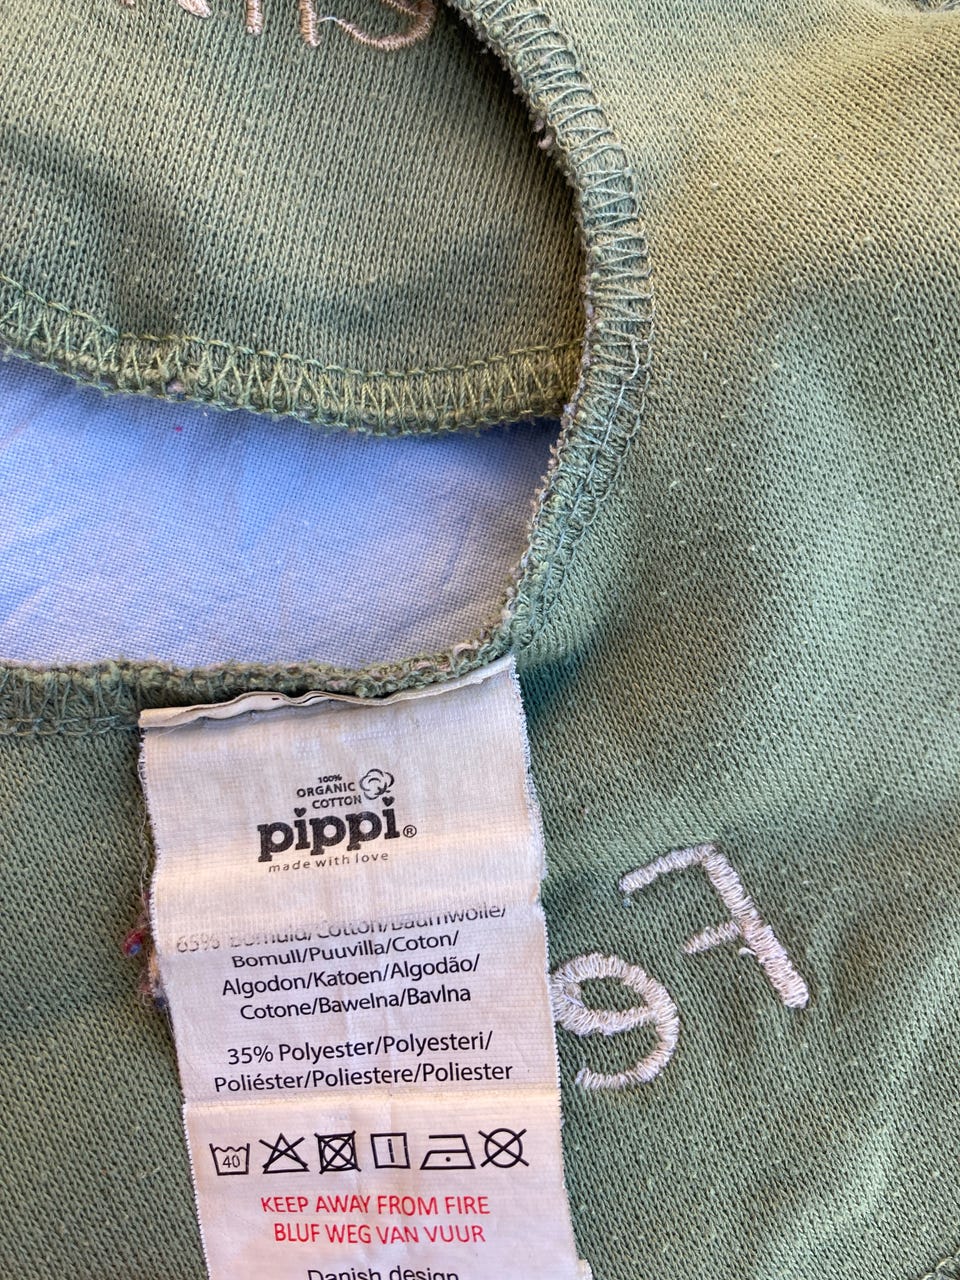 100%
ORGANIC
COTTON
pippi®
made with love
65% Bomuld/Cotton/Baumwolle/
Bomull/Puuvilla/Coton/
Algodon/Katoen/Algodão/
Cotone/Bawelna/Bavlna
35% Polyester/Polyesteri/
Poliéster/Poliestere/Poliester
40
KEEP AWAY FROM FIRE
BLUF WEG VAN VUUR
Danish design